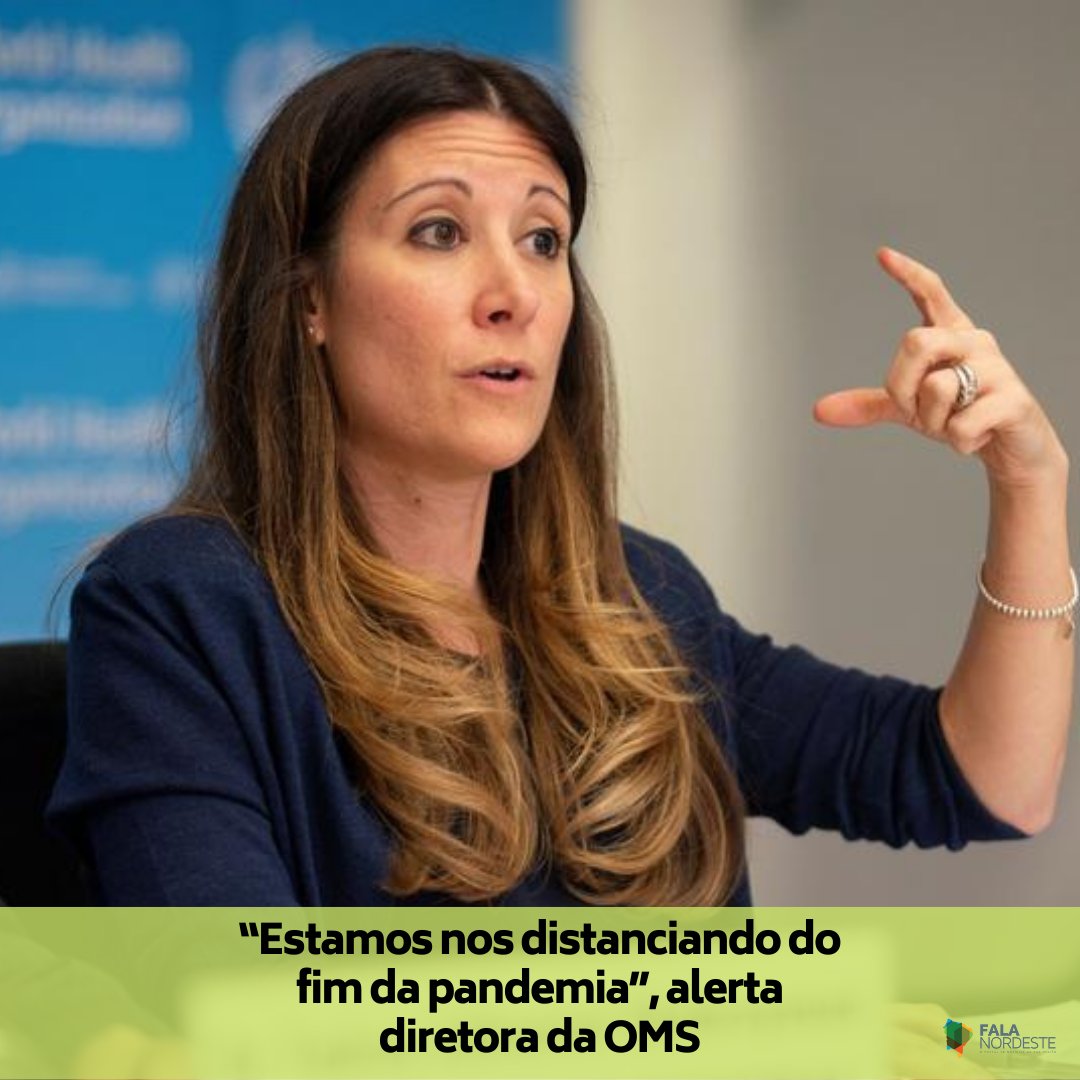 “Estamos nos distanciando do
fim da pandemia”, alerta
diretora da OMS
FALA
NORDESTE